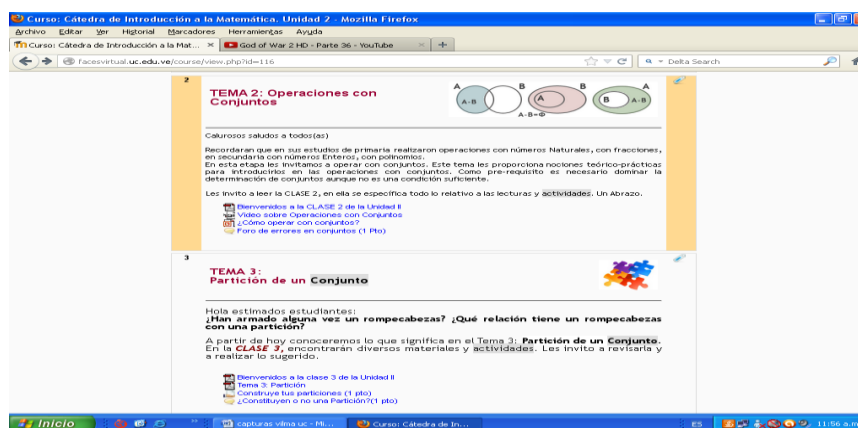 Curso: Cátedra de Introducción a la Matemática. Unidad 2 - Mozilla Firefox
Archivo Editar Ver Historial Marcadores Herramientas Ayuda
Curso: Cátedra de Introducción a la Mat... × God of War 2 HD - Parte 36 - YouTube × +
facesvirtual.uc.edu.ve/course/view.php?id=116 Delta Search
2
TEMA 2: Operaciones con
Conjuntos
A B B A
A-B A B A-B
A-B=Φ
Calurosos saludos a todos(as)
Recordaran que en sus estudios de primaria realizaron operaciones con números Naturales, con fracciones,
en secundaria con números Enteros, con polinomios.
En esta etapa les invitamos a operar con conjuntos. Este tema les proporciona nociones teórico-prácticas
para introducirlos en las operaciones con conjuntos. Como pre-requisito es necesario dominar la
determinación de conjuntos aunque no es una condición suficiente.
Les invito a leer la CLASE 2, en ella se especifica todo lo relativo a las lecturas y actividades. Un Abrazo.
Bienvenidos a la CLASE 2 de la Unidad II
Video sobre Operaciones con Conjuntos
¿Cómo operar con conjuntos?
Foro de errores en conjuntos (1 Pto)
3
TEMA 3:
Partición de un Conjunto
Hola estimados estudiantes:
¿Han armado alguna vez un rompecabezas? ¿Qué relación tiene un rompecabezas
con una partición?
A partir de hoy conoceremos lo que significa en el Tema 3: Partición de un Conjunto.
En la CLASE 3, encontrarán diversos materiales y actividades. Les invito a revisarla y
a realizar lo sugerido.
Bienvenidos a la clase 3 de la Unidad II
Tema 3: Partición
Construye tus particiones (1 pto)
¿Constituyen o no una Partición?(1 pto)
Inicio capturas vilma uc - Mi... Curso: Cátedra de In... ES 11:56 a.m.